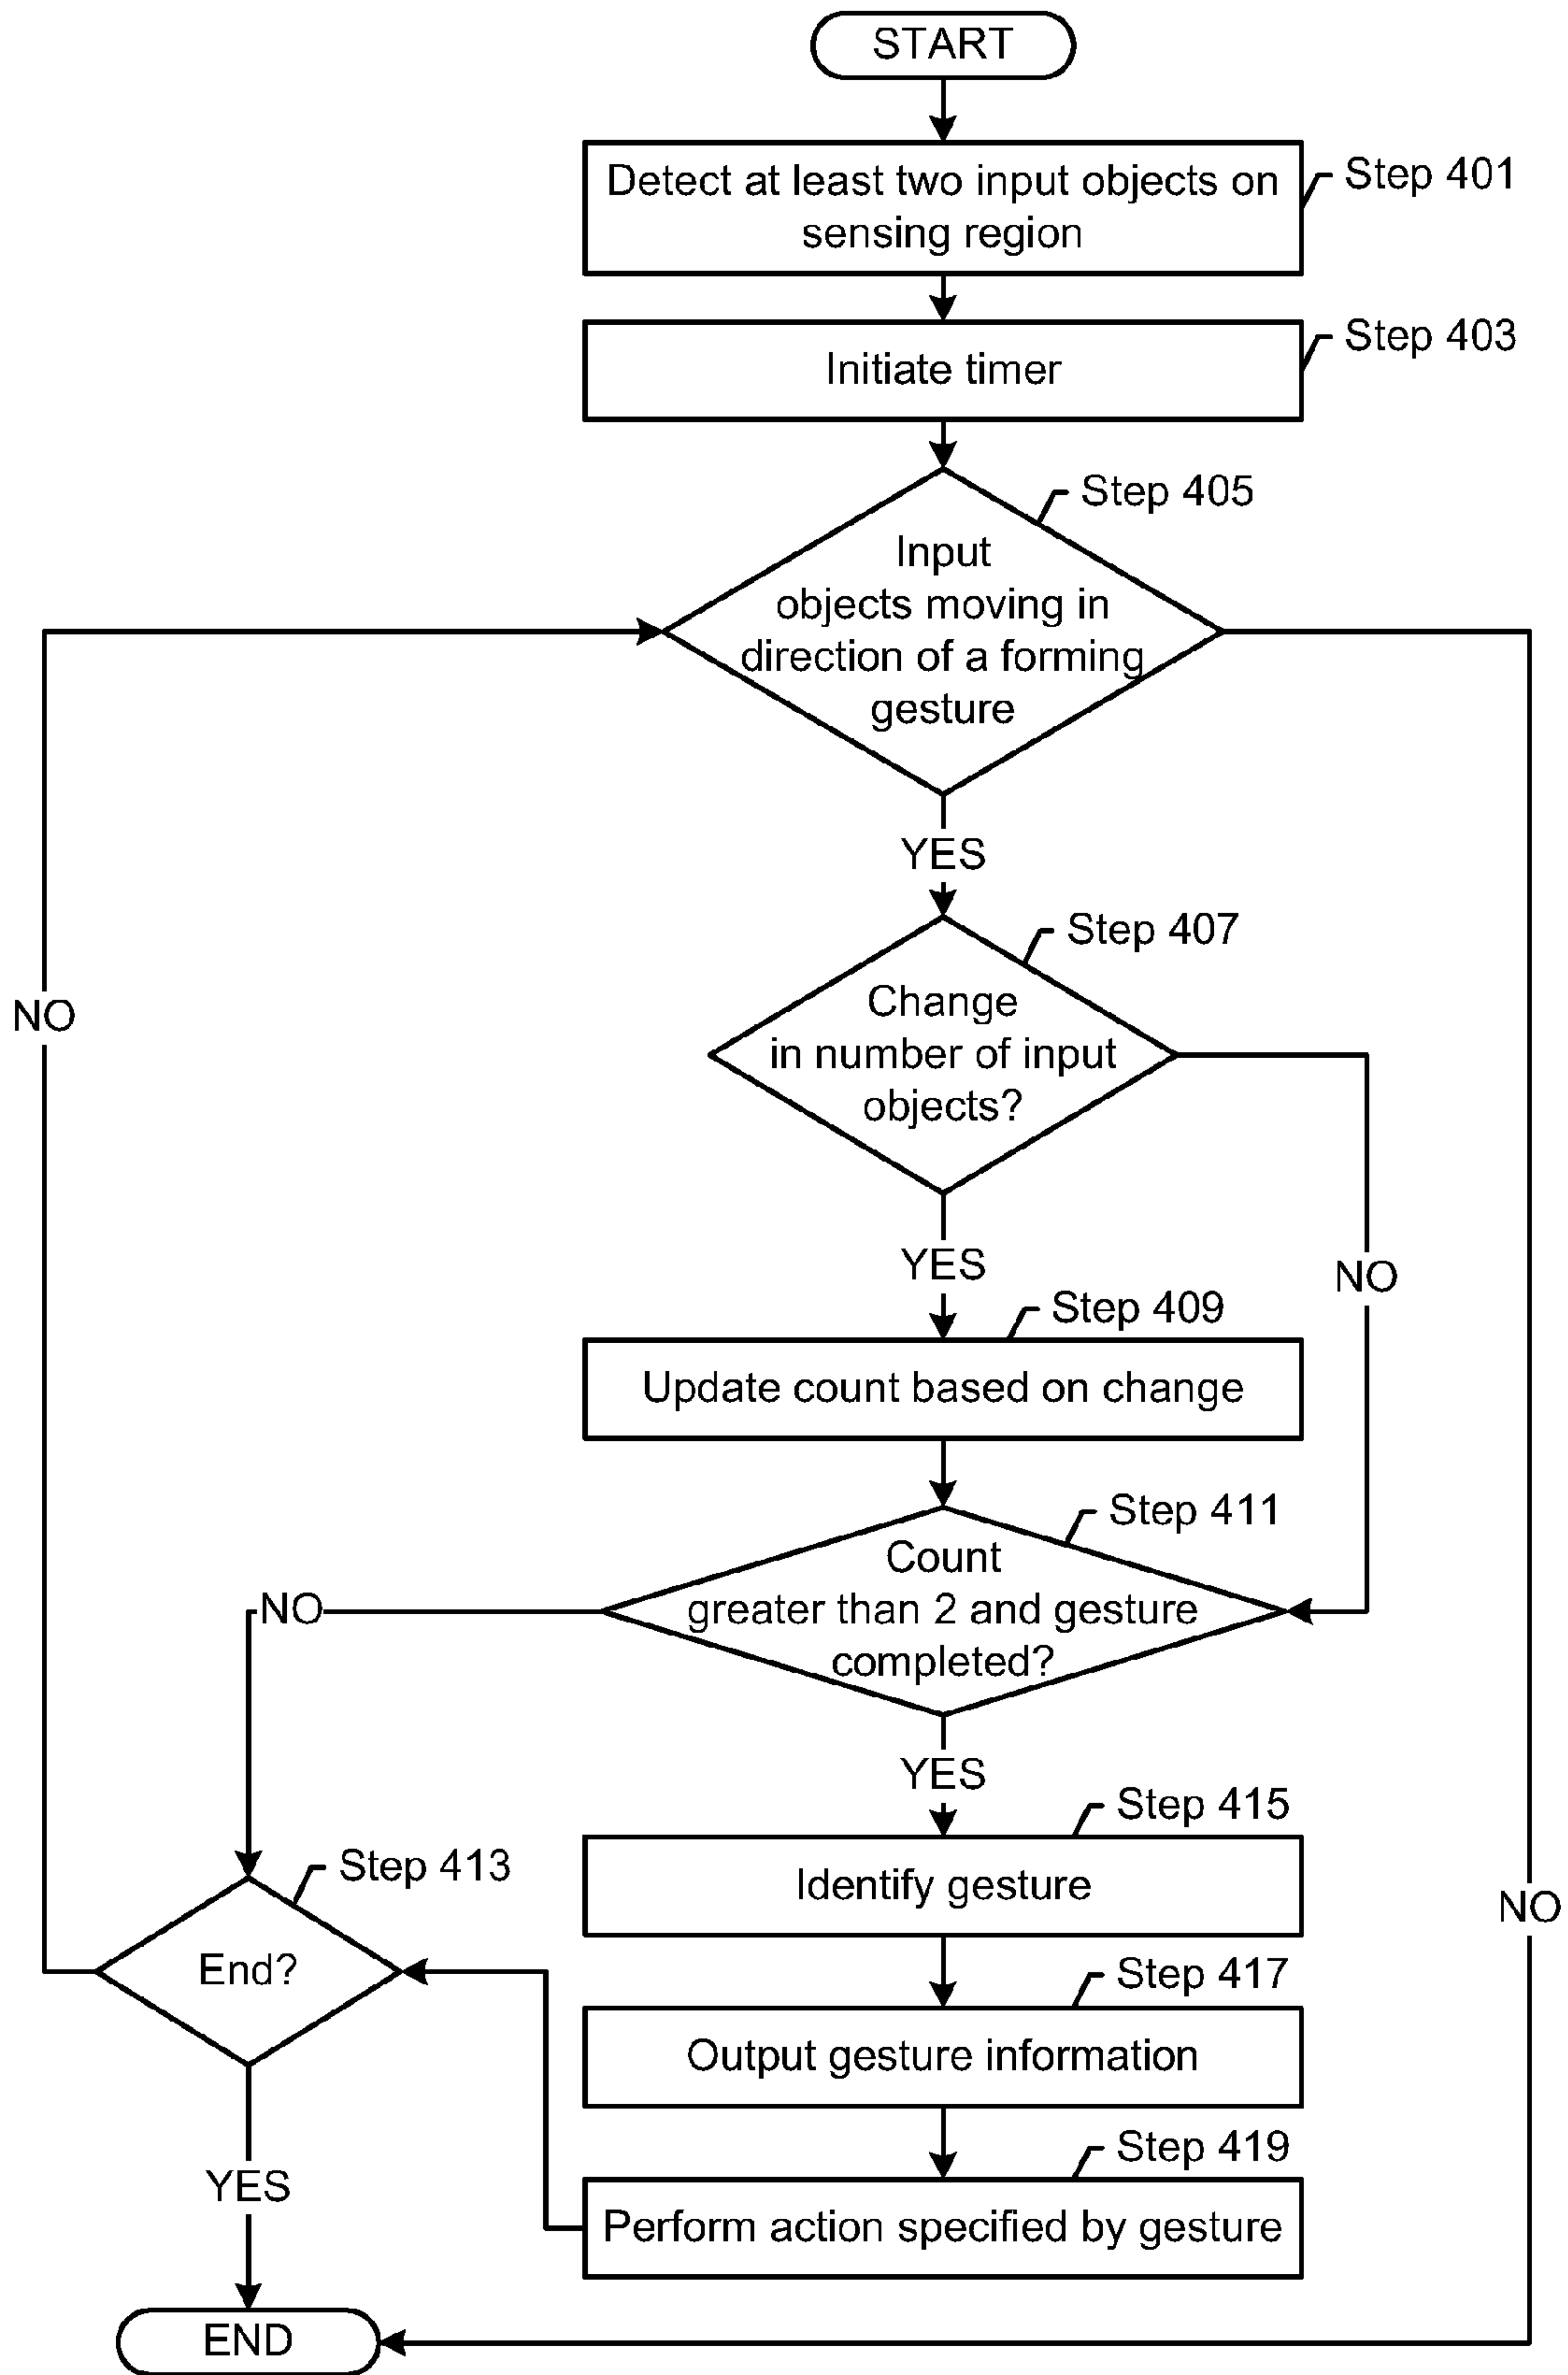 START
Detect at least two input objects on
sensing region
Step 401
Initiate timer
Step 403
Step 405
Input
objects moving in
direction of a forming
gesture
YES
Step 407
Change
in number of input
objects?
NO
YES
NO
Step 409
Update count based on change
Step 411
Count
greater than 2 and gesture
completed?
NO
YES
Step 415
Identify gesture
Step 413
End?
NO
Step 417
Output gesture information
Step 419
Perform action specified by gesture
YES
END